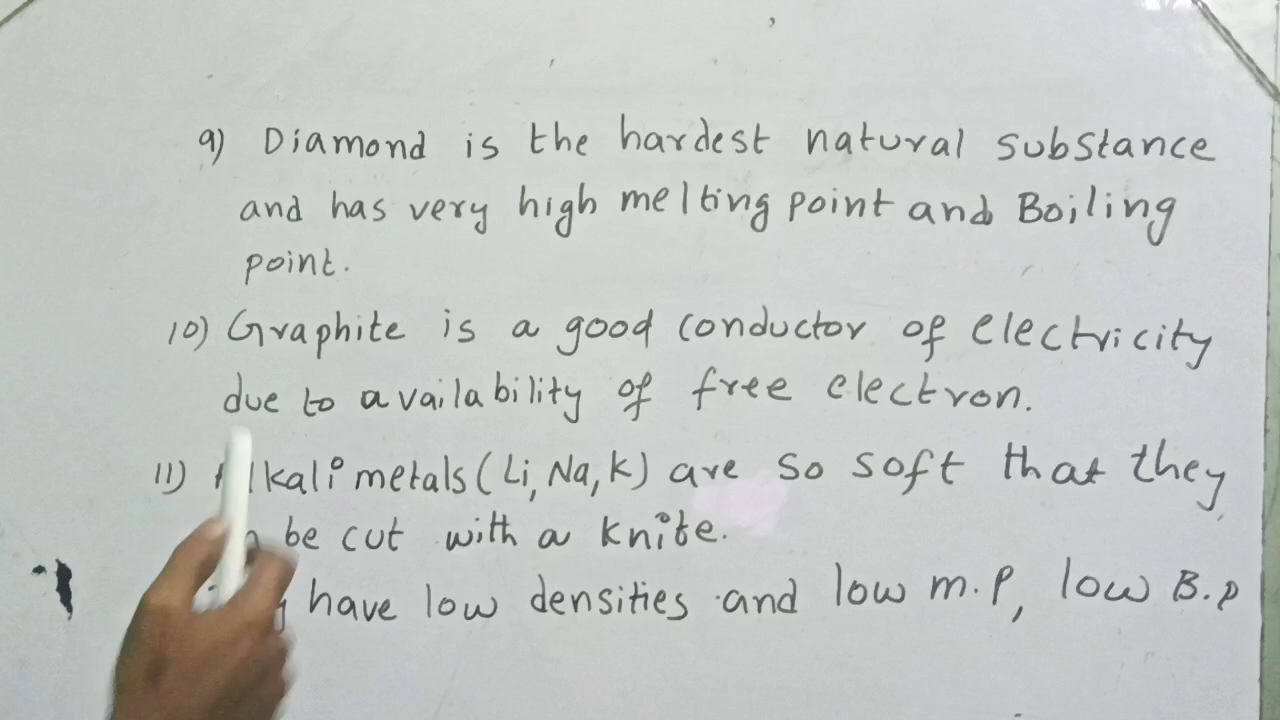 9) Diamond is the hardest natural substance
and has very high melting point and Boiling
point.
10) Graphite is a good conductor of electricity
due to availability of free electron.
11) Alkali metals (Li, Na, K) are so soft that they
be cut with a knife.
have low densities and low m.p, low B.p